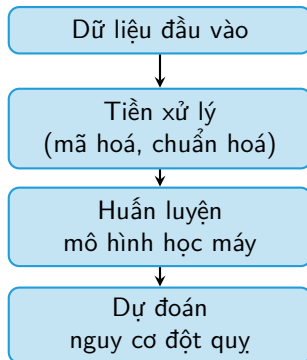 Dữ liệu đầu vào
Tiền xử lý
(mã hoá, chuẩn hoá)
Huấn luyện
mô hình học máy
Dự đoán
nguy cơ đột quỵ